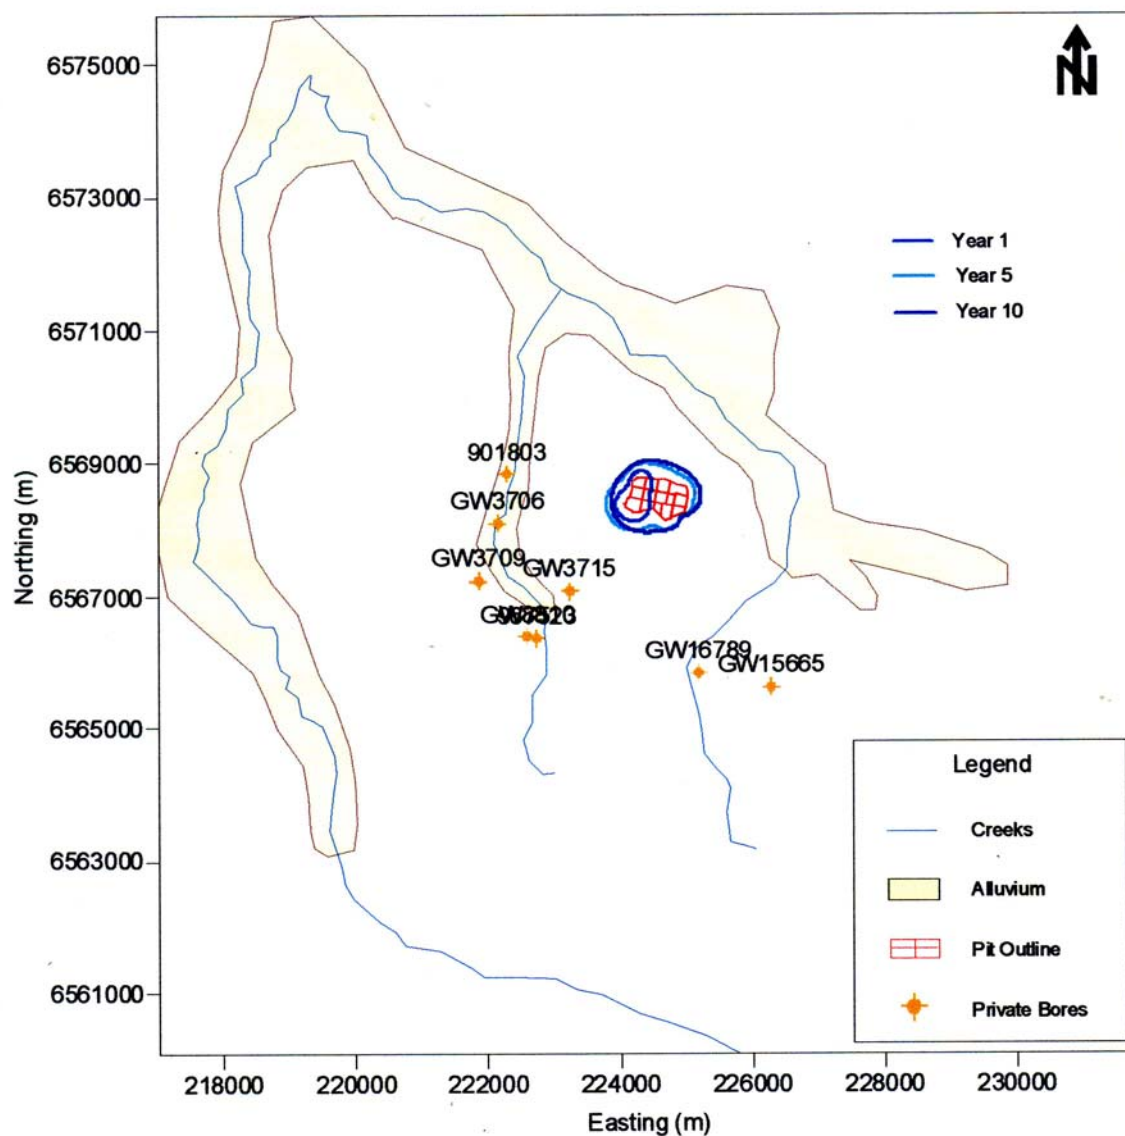 N
6575000
6573000
6571000
6569000
6567000
6565000
6563000
6561000
Northing (m)
Year 1
Year 5
Year 10
901803
GW3706
GW3709
GW3715
GW16789
GW15665
Legend
Creeks
Alluvium
Pit Outline
Private Bores
218000 220000 222000 224000 226000 228000 230000
Easting (m)